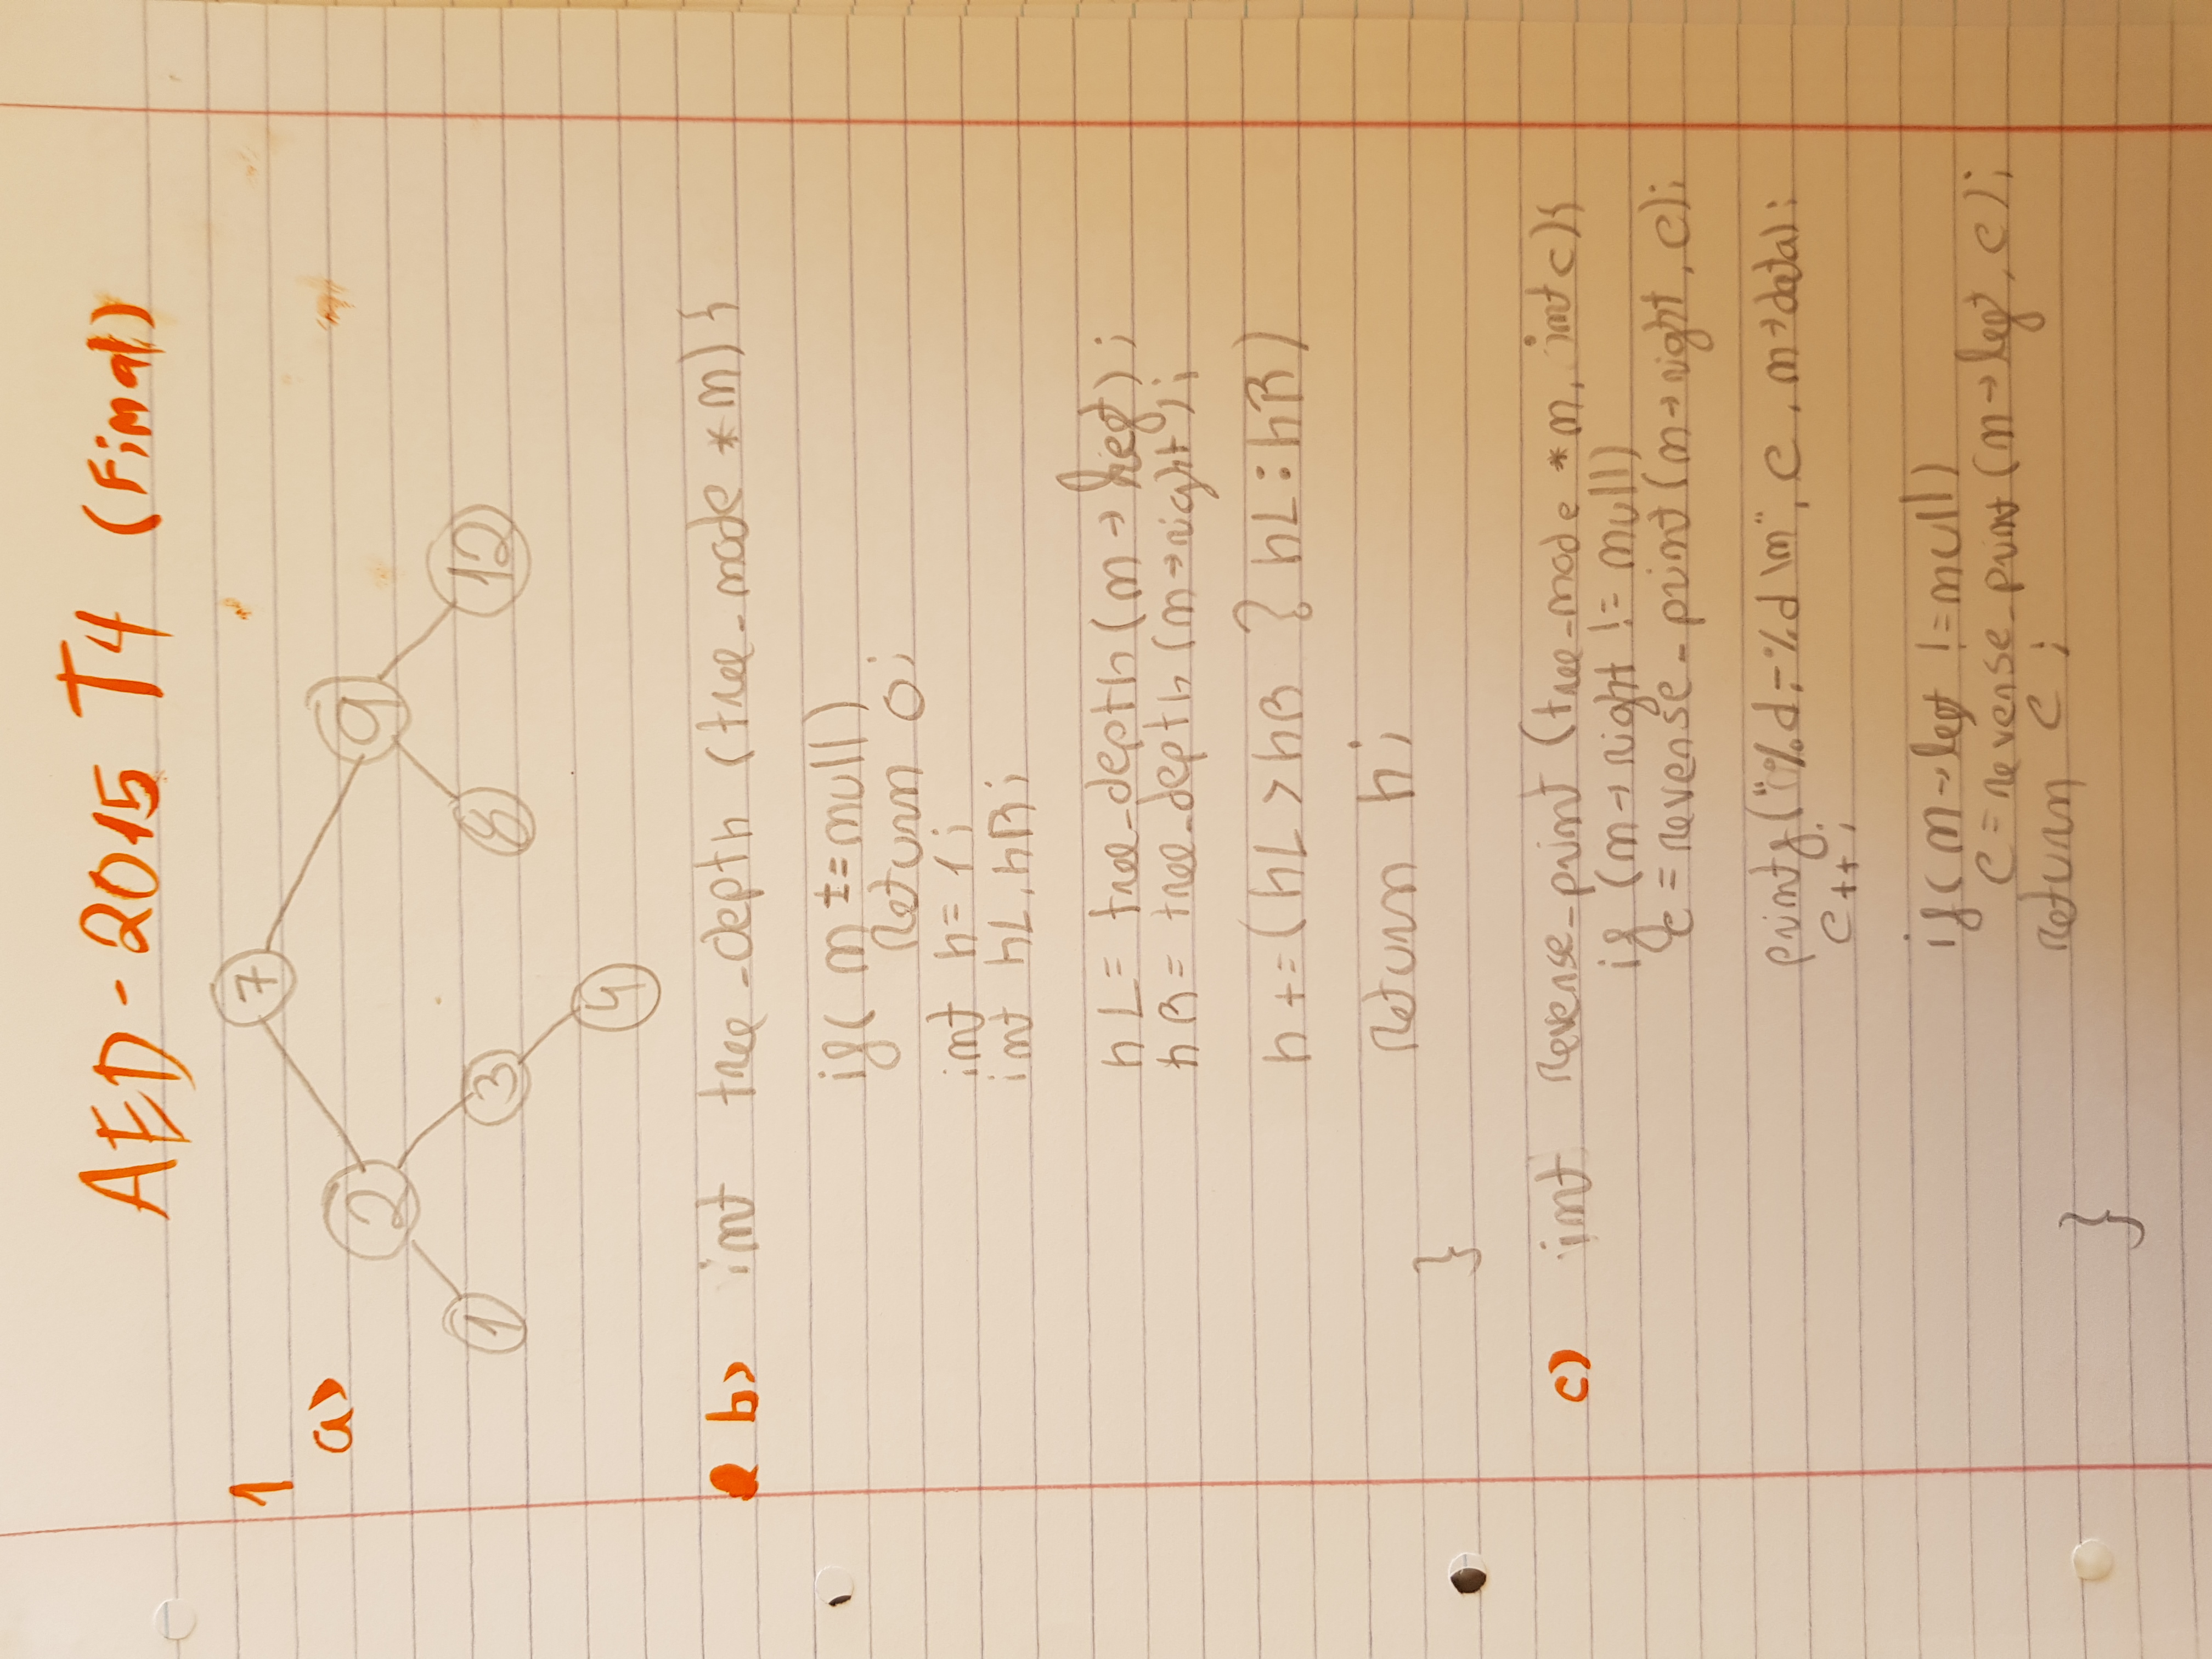 AED - 2015 T4 (Final)
1
a)
7
2 9
1 3 8 12
4
b) int tree_depth (tree_node *n) {
if( n == null)
return 0;
int h= 1;
int hL, hR;
hL = tree_depth (n → left);
hR = tree_depth (n→right);
h += (hL > hR ? hL : hR)
return h;
}
c) int reverse_print (tree_node *n, int c){
if (n→right != null)
c = reverse_print (n→right, c);
printf("%d - %d \n", c, n→data);
c++;
if( n→left != null)
c = reverse_print (n→left, c);
return c;
}